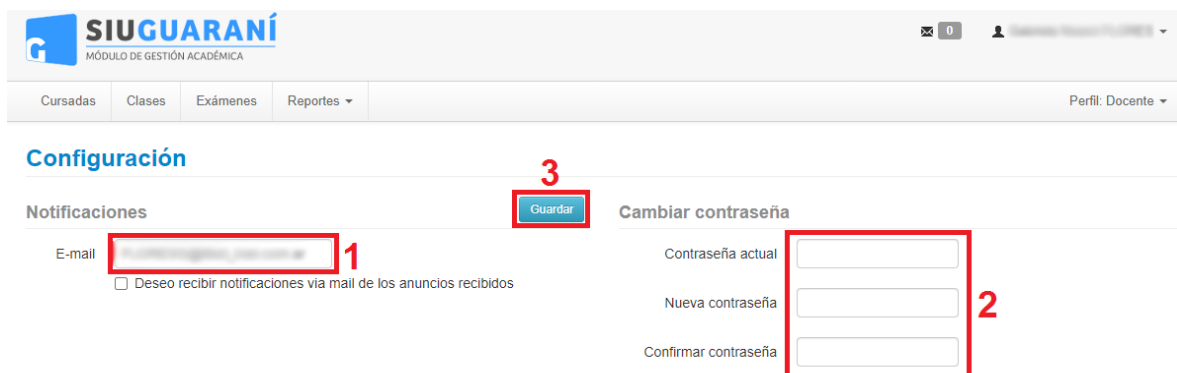 SIUGUARANÍ
G
MÓDULO DE GESTIÓN ACADÉMICA
0
Cursadas Clases Exámenes Reportes Perfil: Docente
Configuración
3
Notificaciones Guardar Cambiar contraseña
E-mail 1 Contraseña actual
Deseo recibir notificaciones via mail de los anuncios recibidos
Nueva contraseña 2
Confirmar contraseña